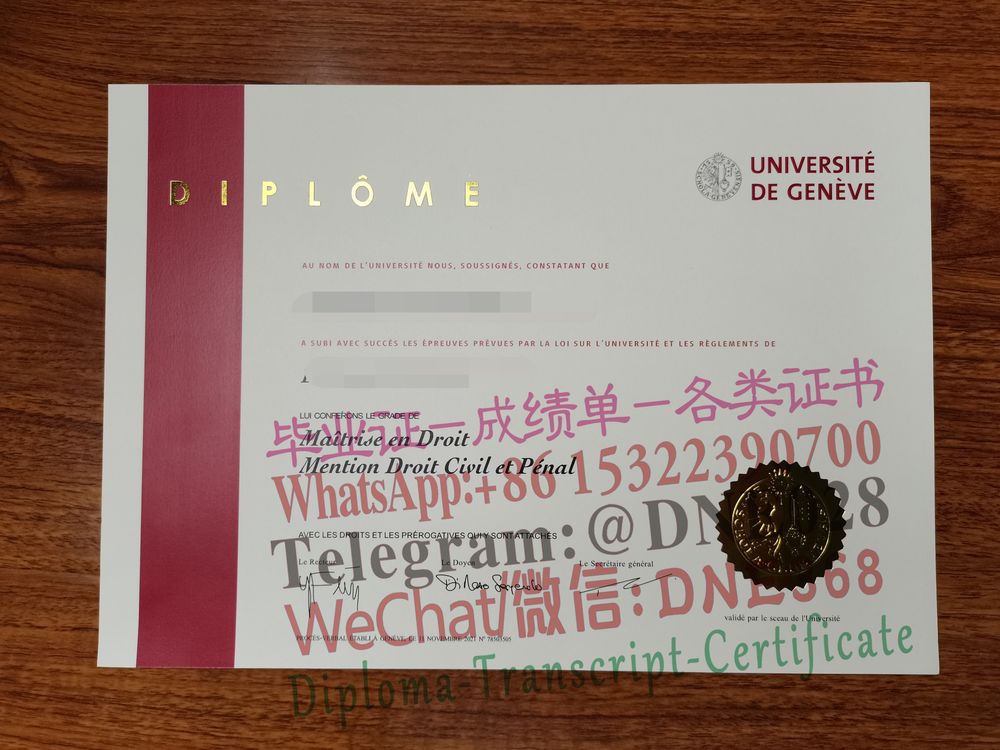 DIPLÔME
UNIVERSITÉ
DE GENÈVE
AU NOM DE L'UNIVERSITÉ NOUS, SOUSSIGNÉS, CONSTATANT QUE
A SUBI AVEC SUCCÈS LES ÉPREUVES PRÉVUES PAR LA LOI SUR L'UNIVERSITÉ ET LES RÈGLEMENTS DE
毕业证—成绩单—各类证书
LUI CONFÉRONS LE GRADE DE
Maîtrise en Droit
Mention Droit Civil et Pénal
WhatsApp:+86 15322390700
AVEC LES DROITS ET LES PRÉROGATIVES QUI Y SONT ATTACHÉS
Telegram: @DN 28
Le Recteur Le Doyen Le Secrétaire général
WeChat/微信: DN 68
validé par le sceau de l'Université
PROCÈS-VERBAL ÉTABLI À GENÈVE, LE 11 NOVEMBRE 2021 N° 78503505
Diploma-Transcript-Certificate